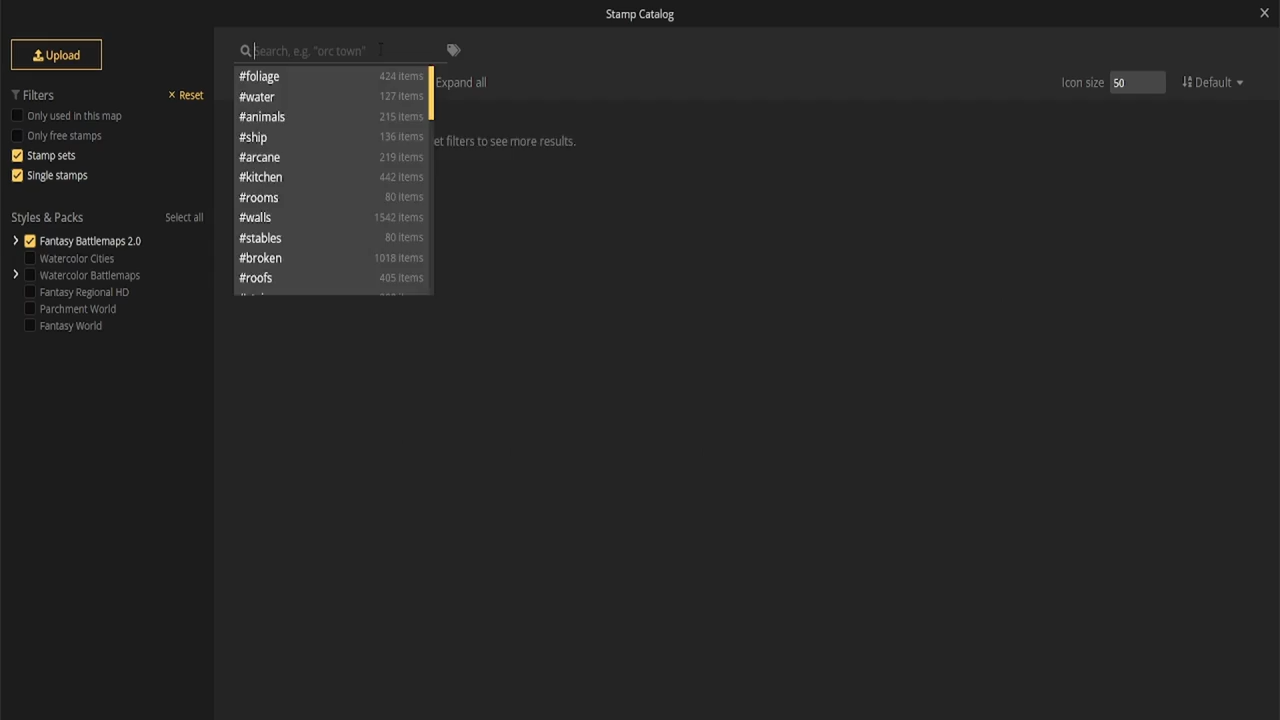 Stamp Catalog
Upload
Search, e.g. "orc town"
Filters
Reset
Only used in this map
Only free stamps
Stamp sets
Single stamps
Styles & Packs
Select all
Fantasy Battlemaps 2.0
Watercolor Cities
Watercolor Battlemaps
Fantasy Regional HD
Parchment World
Fantasy World
#foliage 424 items
#water 127 items
#animals 215 items
#ship 136 items
#arcane 219 items
#kitchen 442 items
#rooms 80 items
#walls 1542 items
#stables 80 items
#broken 1018 items
#roofs 405 items
Expand all
Icon size 50
Default
et filters to see more results.